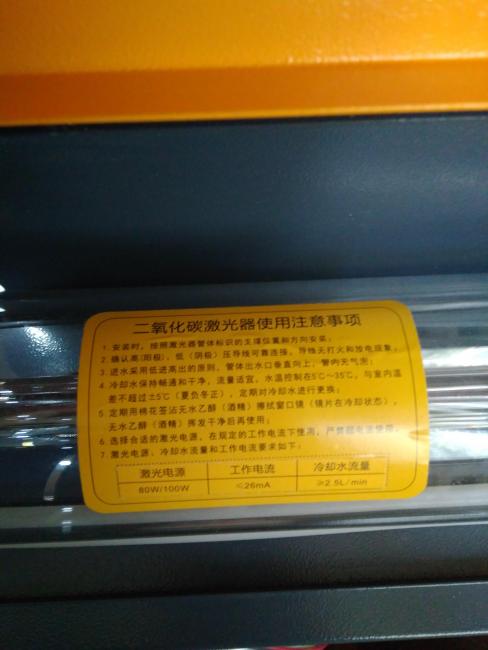 二氧化碳激光器使用注意事项
1. 安装时，按照激光器管体标识的支撑位置和方向安装；
2. 确认高(阳极)、低（阴极）压导线可靠连接，导线无打火和放电现象；
3. 进水采用低进高出的原则，管体出水口垂直向上，管内无气泡；
4. 冷却水保持畅通和干净，流量适宜，水温控制在5℃~35℃，与室内温
差不超过±5℃（夏负冬正），定期对冷却水进行更换；
5. 定期用棉花签沾无水乙醇（酒精）擦拭窗口镜（镜片在冷却状态），
无水乙醇（酒精）挥发干净后再使用；
6. 选择合适的激光电源，在规定的工作电流下使用，严禁超电流使用。
7. 激光电源、冷却水流量和工作电流要求如下：
激光电源 工作电流 冷却水流量
80W/100W ≤26mA ≥2.5L/min